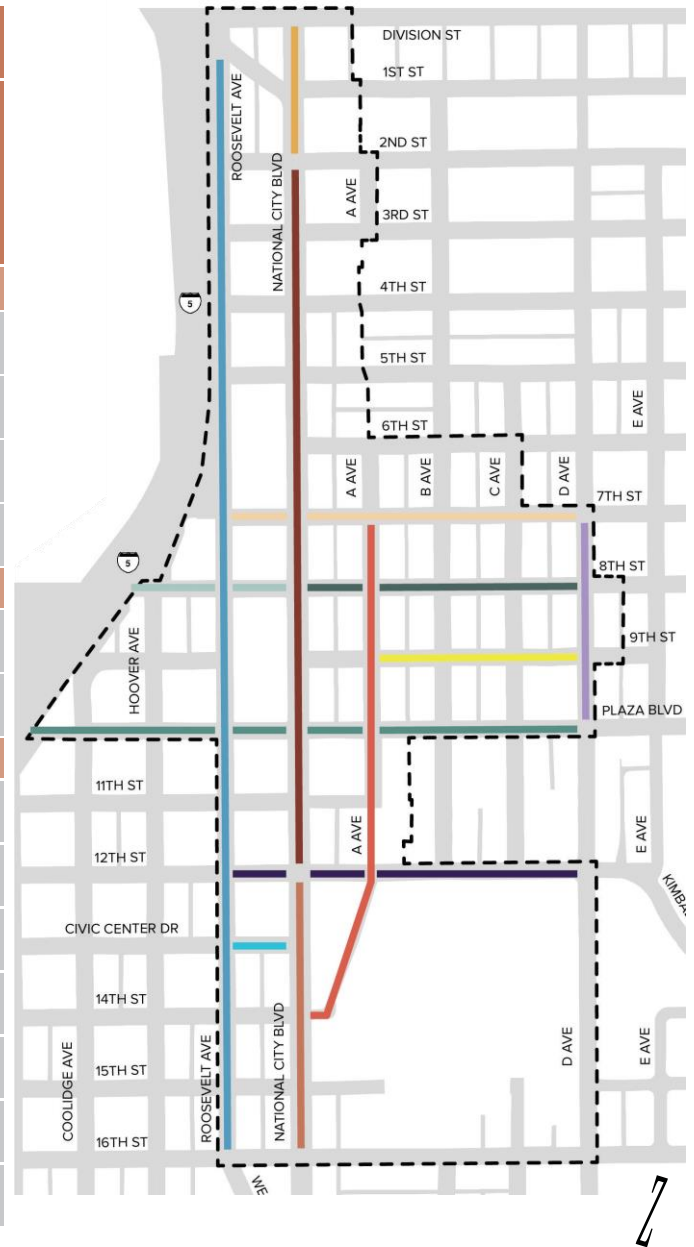 DIVISION ST
1ST ST
ROOSEVELT AVE
2ND ST
NATIONAL CITY BLVD
A AVE
3RD ST
4TH ST
5
5TH ST
E AVE
6TH ST
A AVE
B AVE
C AVE
D AVE
7TH ST
5
8TH ST
9TH ST
HOOVER AVE
PLAZA BLVD
11TH ST
A AVE
E AVE
12TH ST
KIMBA
CIVIC CENTER DR
14TH ST
NATIONAL CITY BLVD
D AVE
E AVE
COOLIDGE AVE
15TH ST
ROOSEVELT AVE
16TH ST
WE
Z